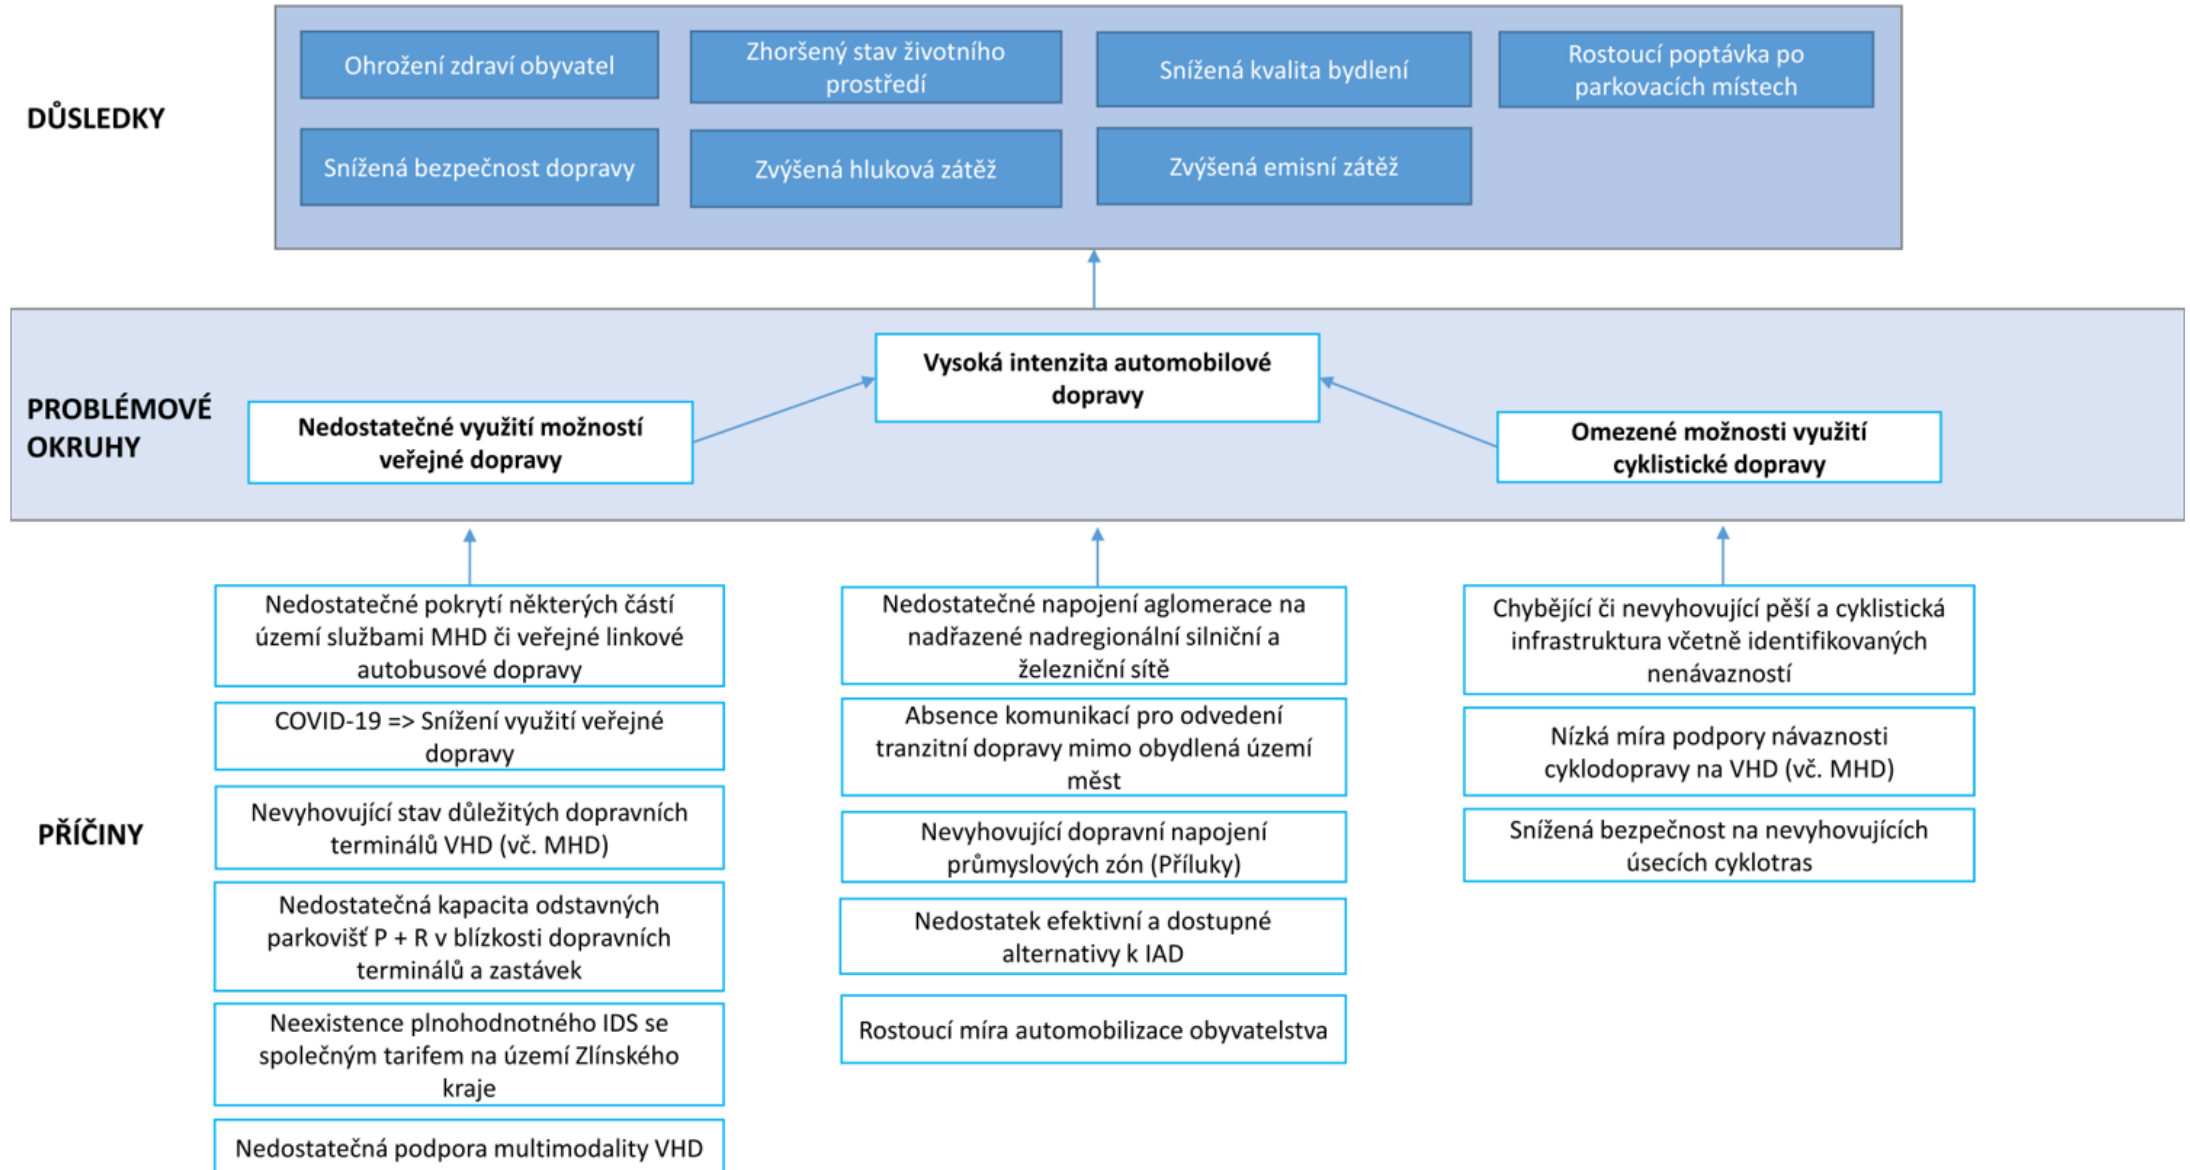 DŮSLEDKY
Ohrožení zdraví obyvatel
Zhoršený stav životního
prostředí
Snížená kvalita bydlení
Rostoucí poptávka po
parkovacích místech
Snížená bezpečnost dopravy
Zvýšená hluková zátěž
Zvýšená emisní zátěž
PROBLÉMOVÉ
OKRUHY
Nedostatečné využití možností
veřejné dopravy
Vysoká intenzita automobilové
dopravy
Omezené možnosti využití
cyklistické dopravy
PŘÍČINY
Nedostatečné pokrytí některých částí
území službami MHD či veřejné linkové
autobusové dopravy
COVID-19 => Snížení využití veřejné
dopravy
Nevyhovující stav důležitých dopravních
terminálů VHD (vč. MHD)
Nedostatečná kapacita odstavných
parkovišť P + R v blízkosti dopravních
terminálů a zastávek
Neexistence plnohodnotného IDS se
společným tarifem na území Zlínského
kraje
Nedostatečná podpora multimodality VHD
Nedostatečné napojení aglomerace na
nadřazené nadregionální silniční a
železniční sítě
Absence komunikací pro odvedení
tranzitní dopravy mimo obydlená území
měst
Nevyhovující dopravní napojení
průmyslových zón (Příluky)
Nedostatek efektivní a dostupné
alternativy k IAD
Rostoucí míra automobilizace obyvatelstva
Chybějící či nevyhovující pěší a cyklistická
infrastruktura včetně identifikovaných
nenávazností
Nízká míra podpory návaznosti
cyklodopravy na VHD (vč. MHD)
Snížená bezpečnost na nevyhovujících
úsecích cyklotras